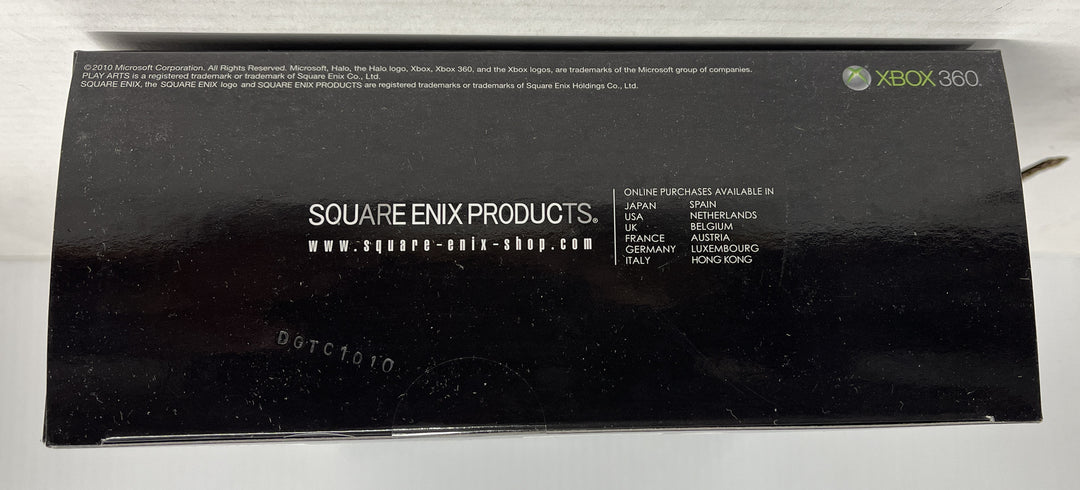 ©2010 Microsoft Corporation. All Rights Reserved. Microsoft, Halo, the Halo logo, Xbox, Xbox 360, and the Xbox logos, are trademarks of the Microsoft group of companies.
PLAY ARTS is a registered trademark or trademark of Square Enix Co., Ltd.
SQUARE ENIX, the SQUARE ENIX logo and SQUARE ENIX PRODUCTS are registered trademarks or trademarks of Square Enix Holdings Co., Ltd.
XBOX 360.
SQUARE ENIX PRODUCTS®
www.square-enix-shop.com
ONLINE PURCHASES AVAILABLE IN
JAPAN SPAIN
USA NETHERLANDS
UK BELGIUM
FRANCE AUSTRIA
GERMANY LUXEMBOURG
ITALY HONG KONG
DGTC1010